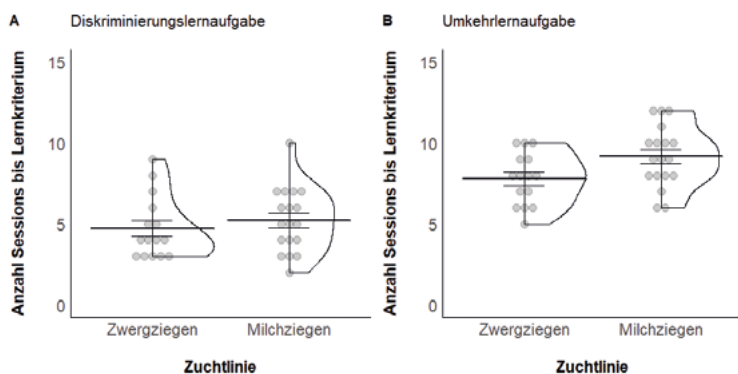 A Diskriminierungslernaufgabe
Anzahl Sessions bis Lernkriterium
15
10
5
0
Zwergziegen Milchziegen
Zuchtlinie
B Umkehrlernaufgabe
Anzahl Sessions bis Lernkriterium
15
10
5
0
Zwergziegen Milchziegen
Zuchtlinie